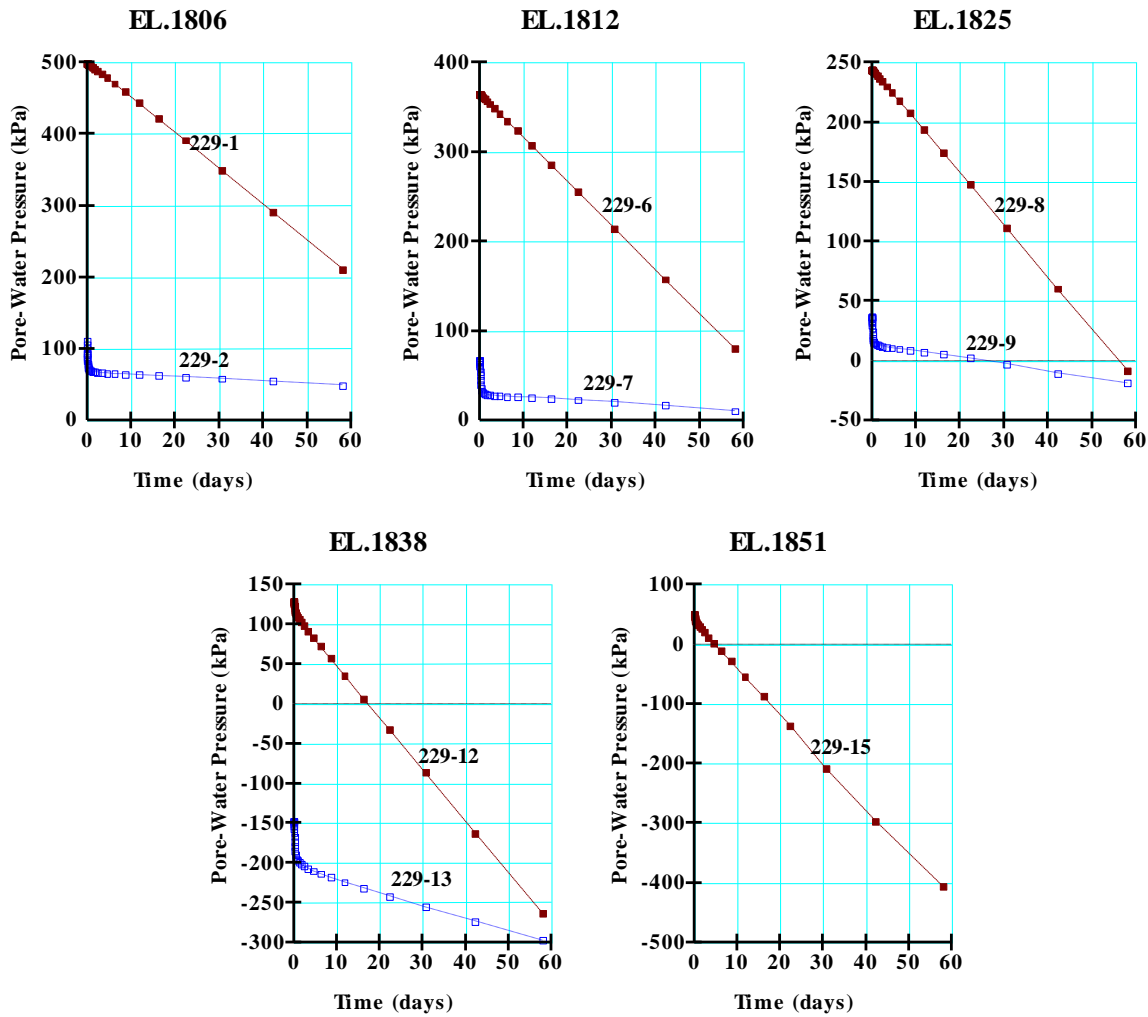 EL.1806
EL.1812
EL.1825
Pore-Water Pressure (kPa)
500
400
300
200
100
0
229-1
229-2
0 10 20 30 40 50 60
Time (days)
Pore-Water Pressure (kPa)
400
300
200
100
0
229-6
229-7
0 10 20 30 40 50 60
Time (days)
Pore-Water Pressure (kPa)
250
200
150
100
50
0
-50
229-8
229-9
0 10 20 30 40 50 60
Time (days)
EL.1838
EL.1851
Pore-Water Pressure (kPa)
150
100
50
0
-50
-100
-150
-200
-250
-300
229-12
229-13
0 10 20 30 40 50 60
Time (days)
Pore-Water Pressure (kPa)
100
0
-100
-200
-300
-400
-500
229-15
0 10 20 30 40 50 60
Time (days)